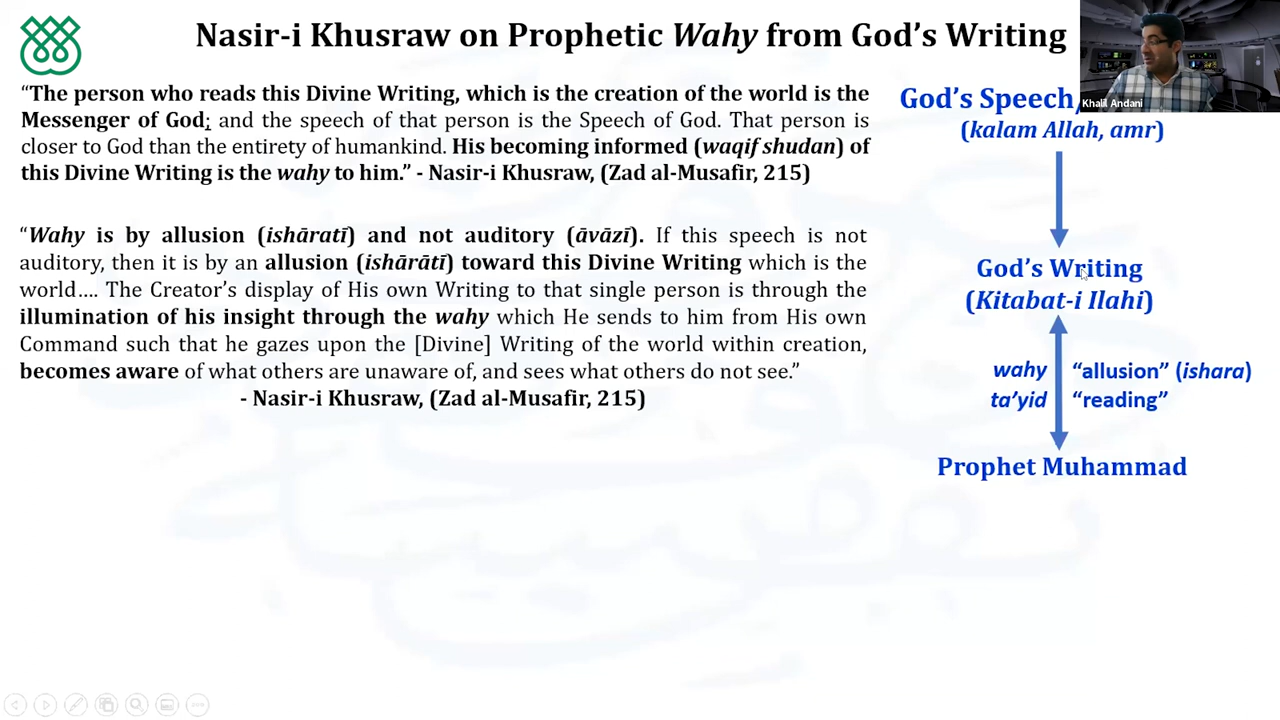 Nasir-i Khusraw on Prophetic Wahy from God’s Writing
“The person who reads this Divine Writing, which is the creation of the world is the
Messenger of God; and the speech of that person is the Speech of God. That person is
closer to God than the entirety of humankind. His becoming informed (waqif shudan) of
this Divine Writing is the wahy to him.” - Nasir-i Khusraw, (Zad al-Musafir, 215)
“Wahy is by allusion (ishāratī) and not auditory (āvāzī). If this speech is not
auditory, then it is by an allusion (ishārātī) toward this Divine Writing which is the
world…. The Creator’s display of His own Writing to that single person is through the
illumination of his insight through the wahy which He sends to him from His own
Command such that he gazes upon the [Divine] Writing of the world within creation,
becomes aware of what others are unaware of, and sees what others do not see.”
- Nasir-i Khusraw, (Zad al-Musafir, 215)
Khalil Andani
God’s Speech,
(kalam Allah, amr)
God’s Writing
(Kitabat-i Ilahi)
wahy “allusion” (ishara)
ta’yid “reading”
Prophet Muhammad